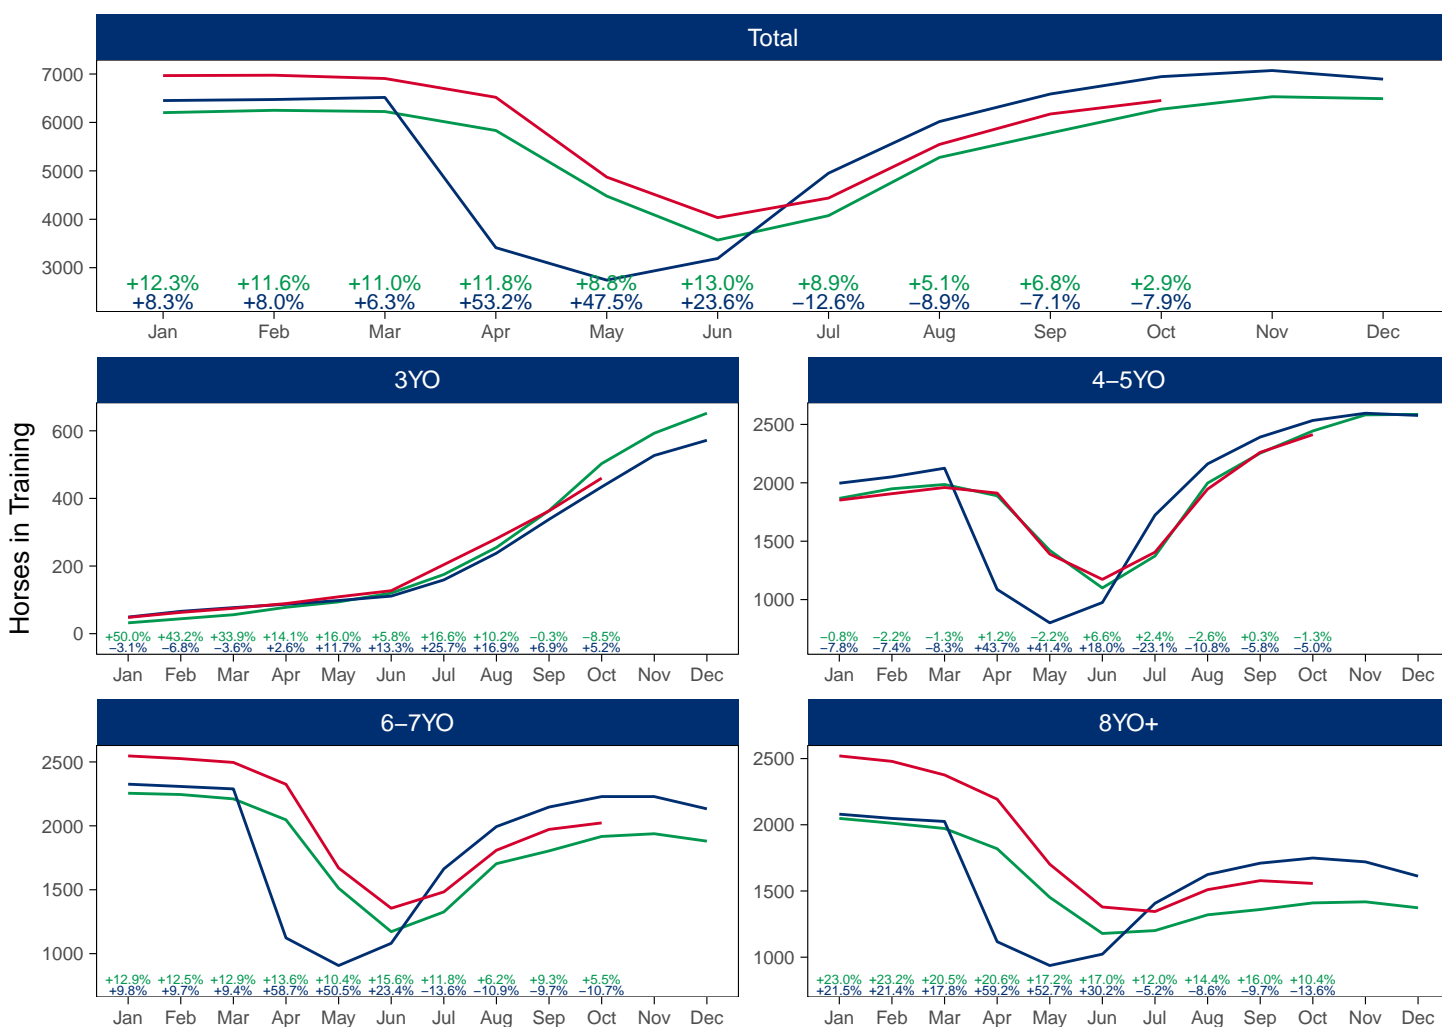 Total
7000
6000
5000
4000
3000
+12.3% +11.6% +11.0% +11.8% +8.8% +13.0% +8.9% +5.1% +6.8% +2.9%
+8.3% +8.0% +6.3% +53.2% +47.5% +23.6% −12.6% −8.9% −7.1% −7.9%
Jan Feb Mar Apr May Jun Jul Aug Sep Oct Nov Dec
Horses in Training
3YO
600
400
200
0
+50.0% +43.2% +33.9% +14.1% +16.0% +5.8% +16.6% +10.2% −0.3% −8.5%
−3.1% −6.8% −3.6% +2.6% +11.7% +13.3% +25.7% +16.9% +6.9% +5.2%
Jan Feb Mar Apr May Jun Jul Aug Sep Oct Nov Dec
4−5YO
2500
2000
1500
1000
−0.8% −2.2% −1.3% +1.2% −2.2% +6.6% +2.4% −2.6% +0.3% −1.3%
−7.8% −7.4% −8.3% +43.7% +41.4% +18.0% −23.1% −10.8% −5.8% −5.0%
Jan Feb Mar Apr May Jun Jul Aug Sep Oct Nov Dec
6−7YO
2500
2000
1500
1000
+12.9% +12.5% +12.9% +13.6% +10.4% +15.6% +11.8% +6.2% +9.3% +5.5%
+9.8% +9.7% +9.4% +58.7% +50.5% +23.4% −13.6% −10.9% −9.7% −10.7%
Jan Feb Mar Apr May Jun Jul Aug Sep Oct Nov Dec
8YO+
2500
2000
1500
1000
+23.0% +23.2% +20.5% +20.6% +17.2% +17.0% +12.0% +14.4% +16.0% +10.4%
+21.5% +21.4% +17.8% +59.2% +52.7% +30.2% −5.2% −8.6% −9.7% −13.6%
Jan Feb Mar Apr May Jun Jul Aug Sep Oct Nov Dec